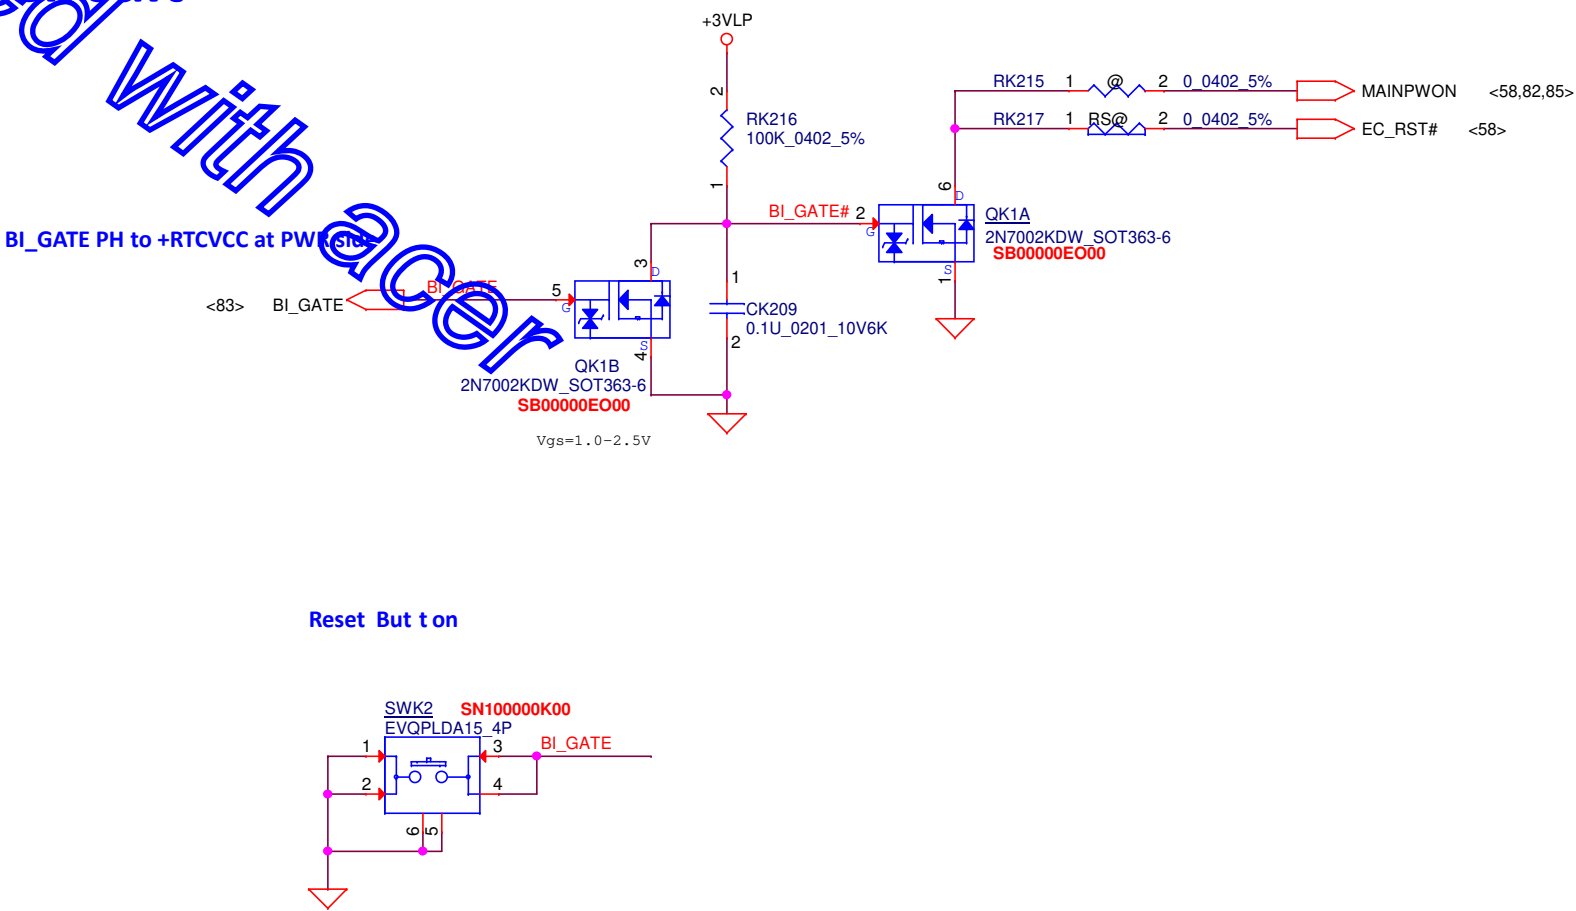 ed with acer
+3VLP
2
RK216
100K_0402_5%
1
RK215 1 @ 2 0_0402_5% MAINPWON <58,82,85>
RK217 1 RS@ 2 0_0402_5% EC_RST# <58>
6
D
BI_GATE# 2
G
QK1A
2N7002KDW_SOT363-6
SB00000EO00
S
1
BI_GATE PH to +RTCVCC at PWR side
3
D
<83> BI_GATE
BI_GATE
5
G
1
CK209
0.1U_0201_10V6K
2
S
4
QK1B
2N7002KDW_SOT363-6
SB00000EO00
Vgs=1.0-2.5V
Reset But t on
SWK2 SN100000K00
EVQPLDA15_4P
1
3
BI_GATE
2
4
6
5